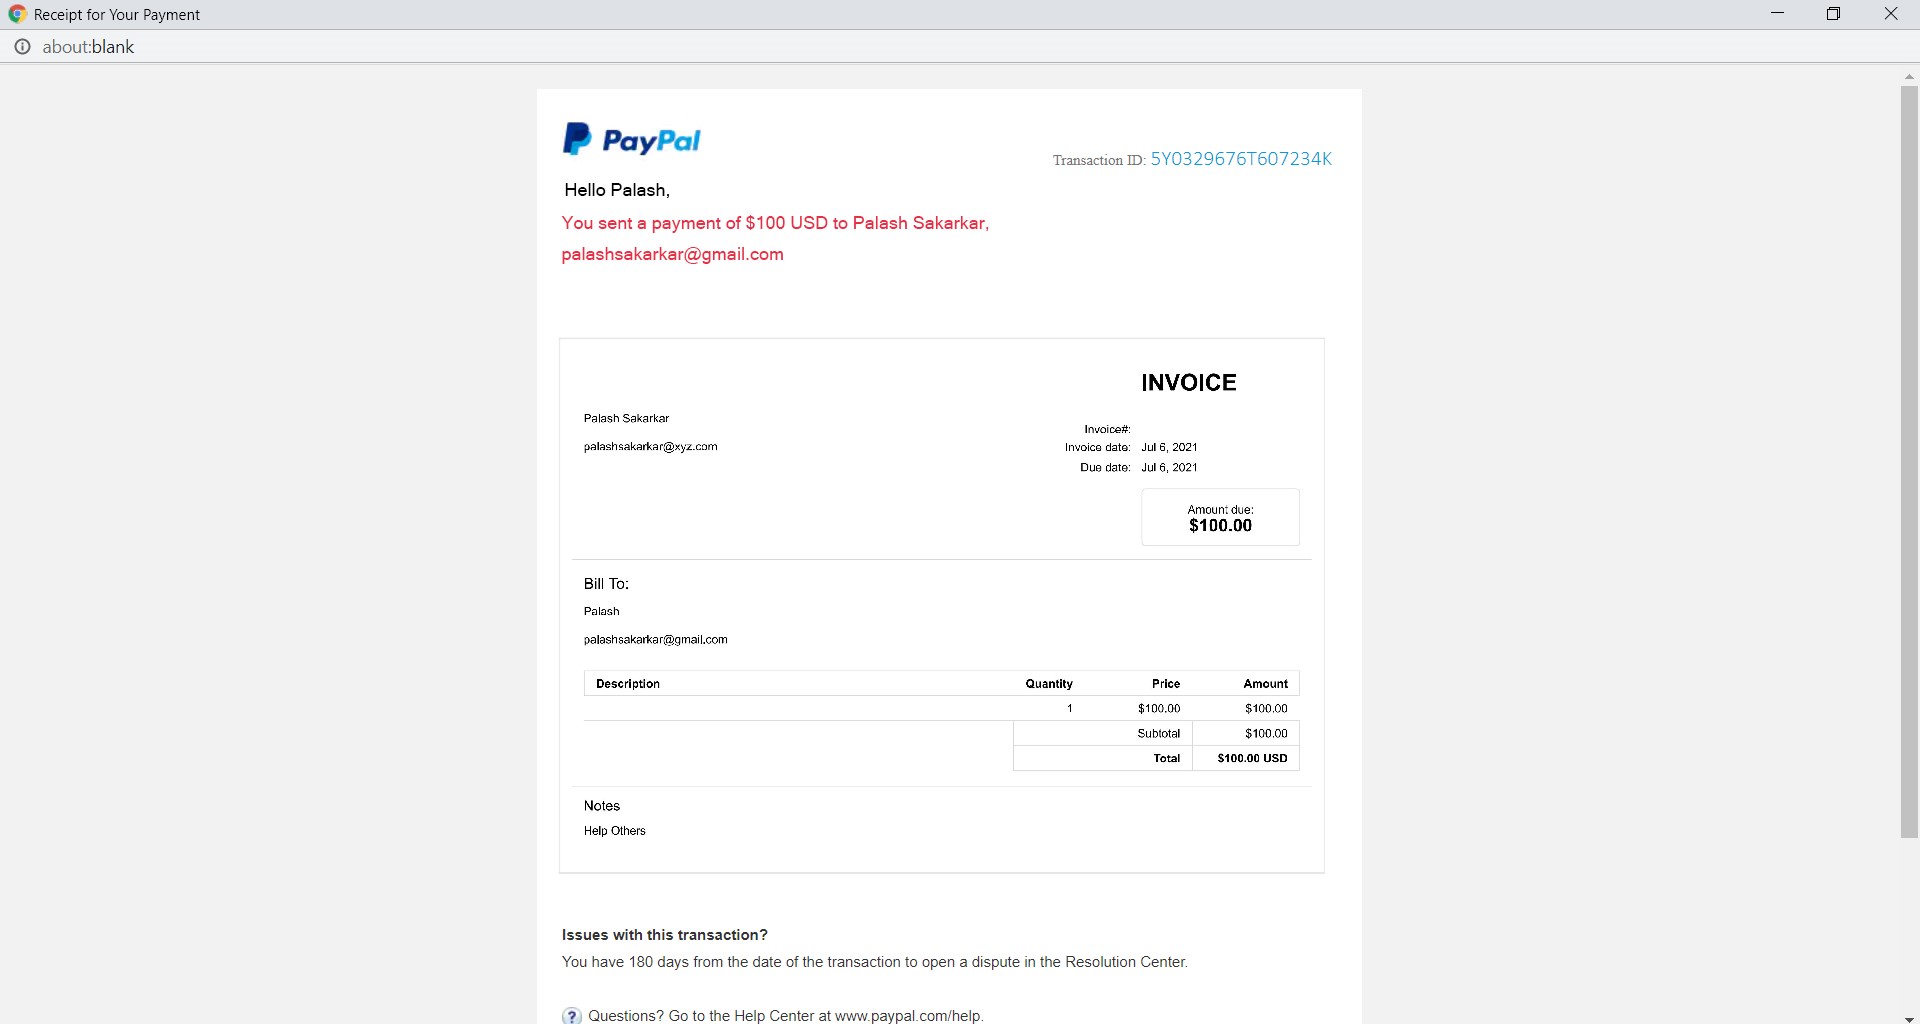 Receipt for Your Payment
about:blank
PayPal
Transaction ID: 5Y0329676T607234K
Hello Palash,
You sent a payment of $100 USD to Palash Sakarkar,
palashsakarkar@gmail.com
INVOICE
Palash Sakarkar
palashsakarkar@xyz.com
Invoice#:
Invoice date: Jul 6, 2021
Due date: Jul 6, 2021
Amount due:
$100.00
Bill To:
Palash
palashsakarkar@gmail.com
Description Quantity Price Amount
1 $100.00 $100.00
Subtotal $100.00
Total $100.00 USD
Notes
Help Others
Issues with this transaction?
You have 180 days from the date of the transaction to open a dispute in the Resolution Center.
? Questions? Go to the Help Center at www.paypal.com/help.